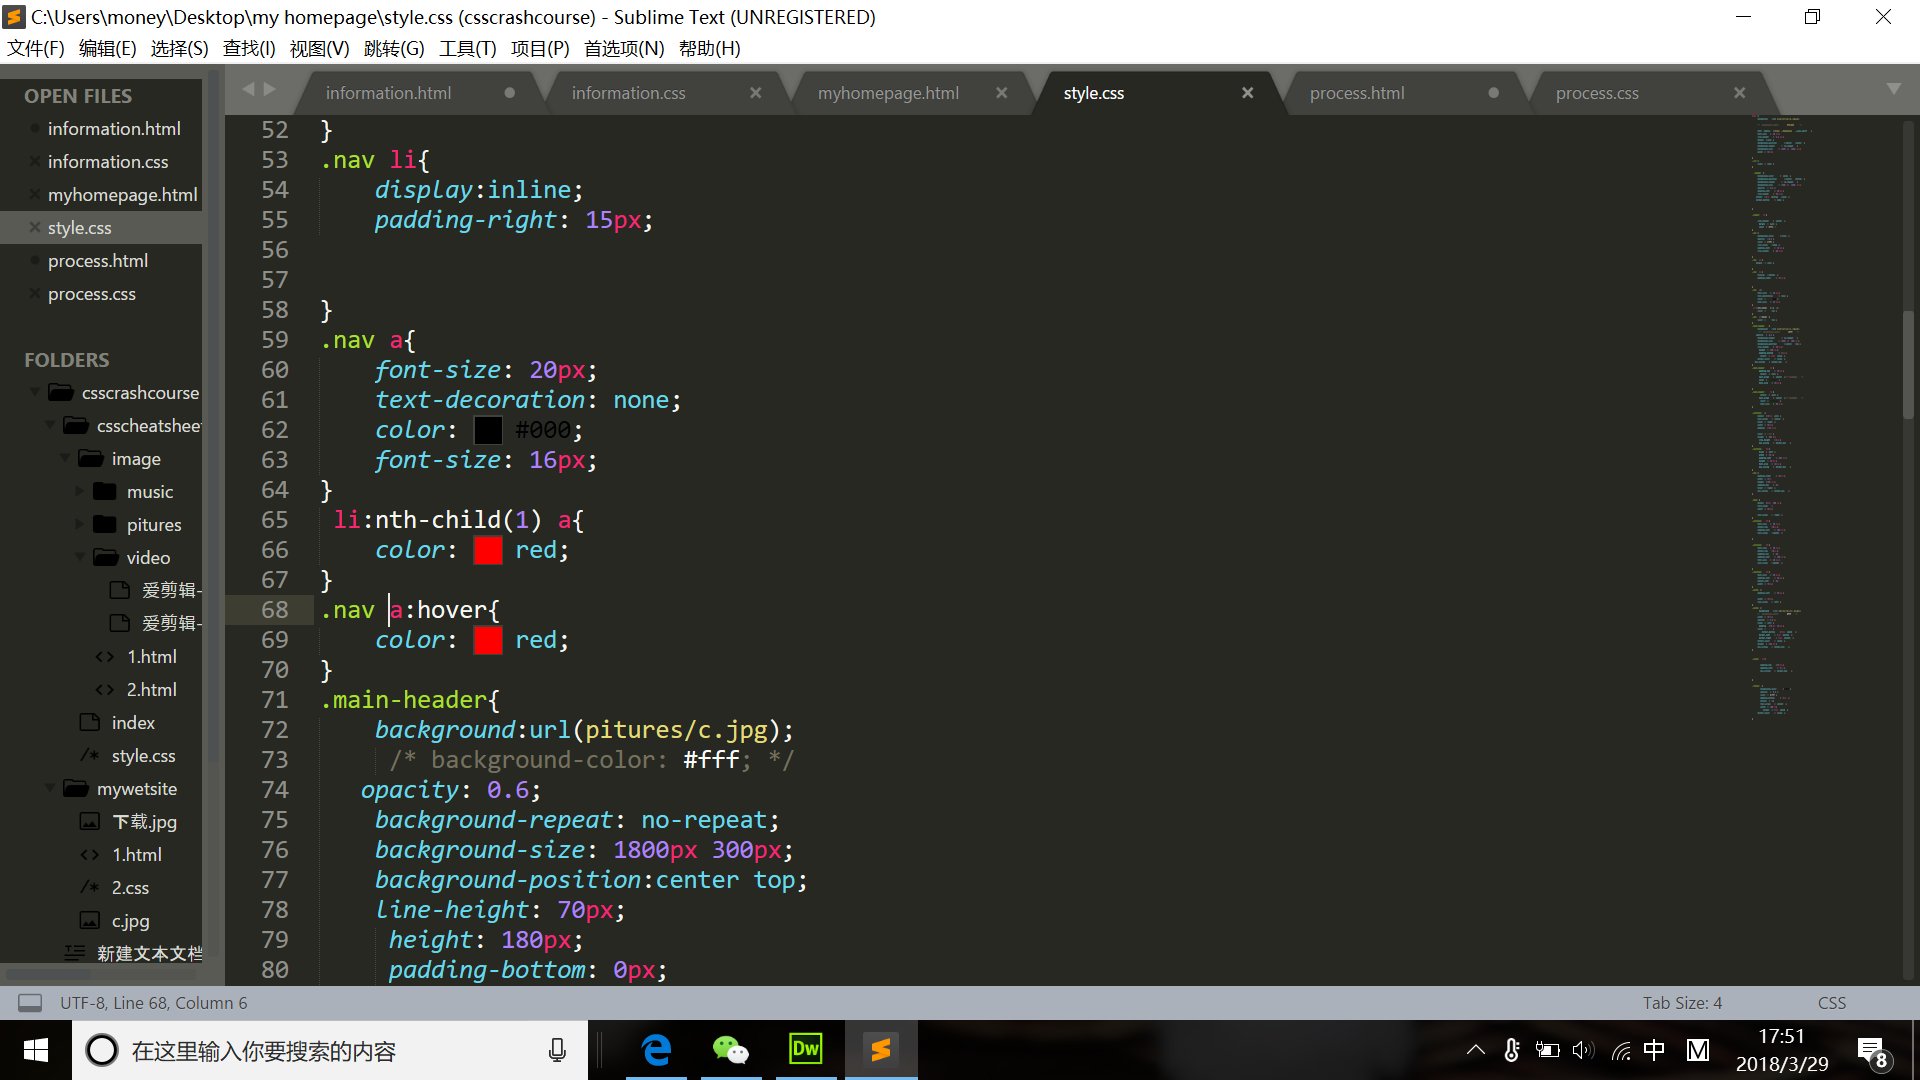 C:\Users\money\Desktop\my homepage\style.css (csscrashcourse) - Sublime Text (UNREGISTERED)
文件(F) 编辑(E) 选择(S) 查找(I) 视图(V) 跳转(G) 工具(T) 项目(P) 首选项(N) 帮助(H)
information.html information.css myhomepage.html style.css process.html process.css
OPEN FILES
information.html
information.css
myhomepage.html
style.css
process.html
process.css
FOLDERS
csscrashcourse
csscheatshee
image
music
pitures
video
爱剪辑-
爱剪辑-
1.html
2.html
index
style.css
mywetsite
下载.jpg
1.html
2.css
c.jpg
新建文本文档
52 }
53 .nav li{
54 display:inline;
55 padding-right: 15px;
56
57
58 }
59 .nav a{
60 font-size: 20px;
61 text-decoration: none;
62 color: #000;
63 font-size: 16px;
64 }
65 li:nth-child(1) a{
66 color: red;
67 }
68 .nav a:hover{
69 color: red;
70 }
71 .main-header{
72 background:url(pitures/c.jpg);
73 /* background-color: #fff; */
74 opacity: 0.6;
75 background-repeat: no-repeat;
76 background-size: 1800px 300px;
77 background-position:center top;
78 line-height: 70px;
79 height: 180px;
80 padding-bottom: 0px;
UTF-8, Line 68, Column 6 Tab Size: 4 CSS
在这里输入你要搜索的内容
Dw
中
M
17:51
2018/3/29
8